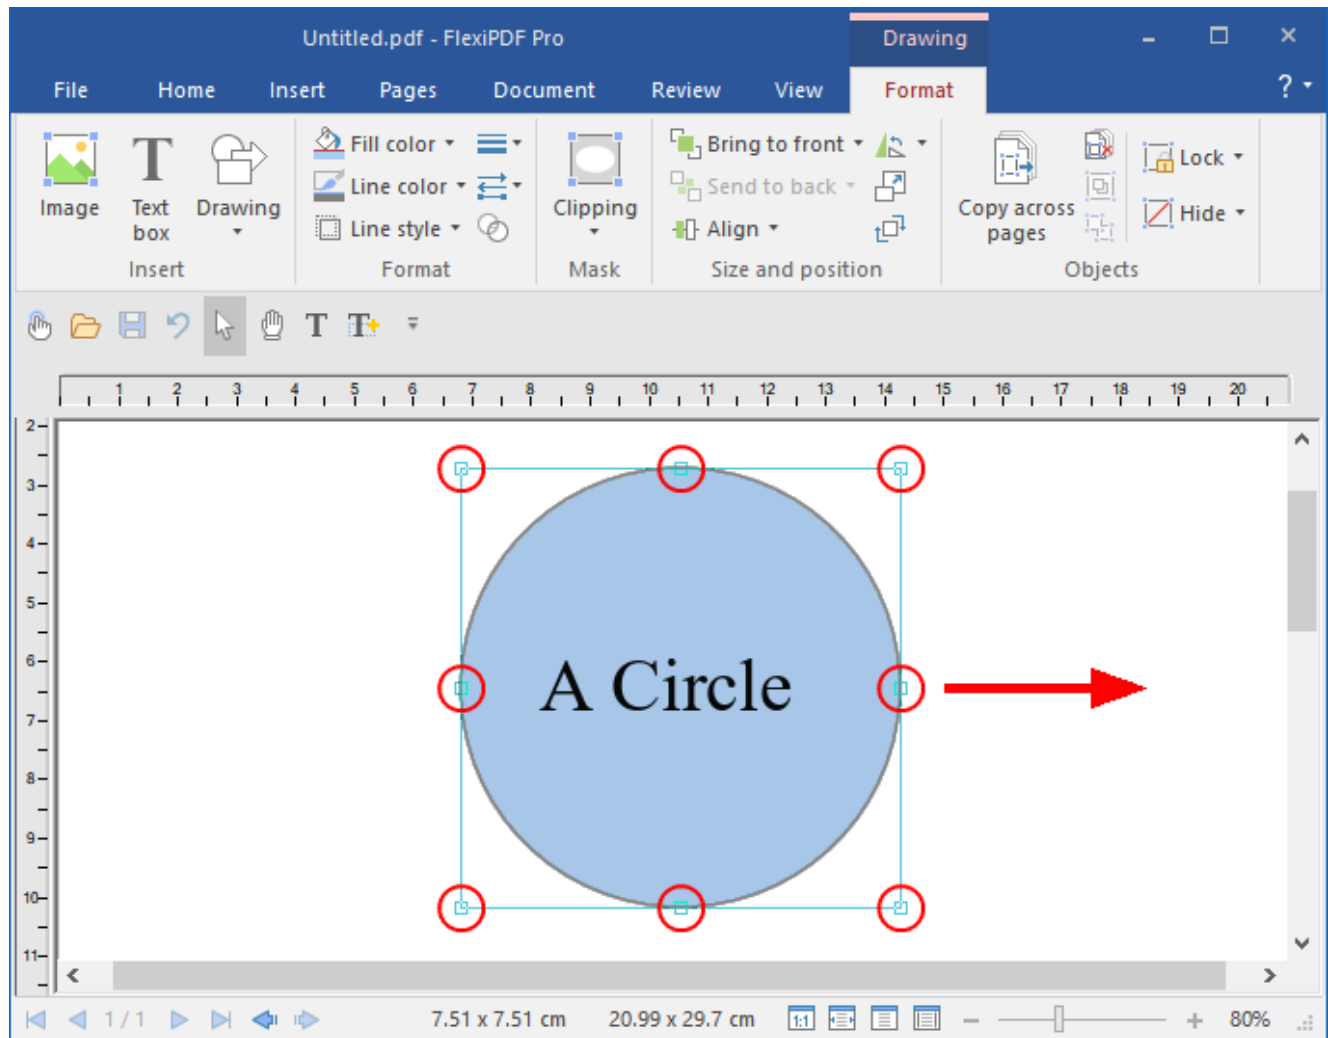 Untitled.pdf - FlexiPDF Pro
Drawing
File Home Insert Pages Document Review View Format ?
Image
Text box
Drawing
Insert
Fill color
Line color
Line style
Format
Clipping
Mask
Bring to front
Send to back
Align
Size and position
Copy across pages
Lock
Hide
Objects
T T
1 2 3 4 5 6 7 8 9 10 11 12 13 14 15 16 17 18 19 20
2
3
4
5
6
7
8
9
10
11
A Circle
1 / 1 7.51 x 7.51 cm 20.99 x 29.7 cm 1:1 80%